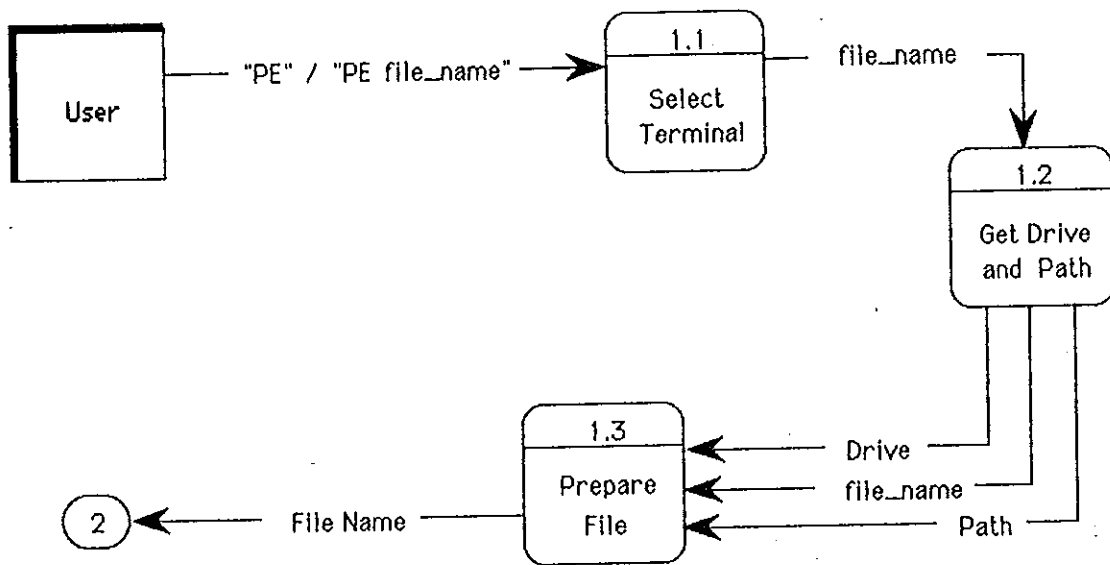 User
"PE" / "PE file_name"
1.1
Select
Terminal
file_name
1.2
Get Drive
and Path
Drive
file_name
Path
1.3
Prepare
File
File Name
2